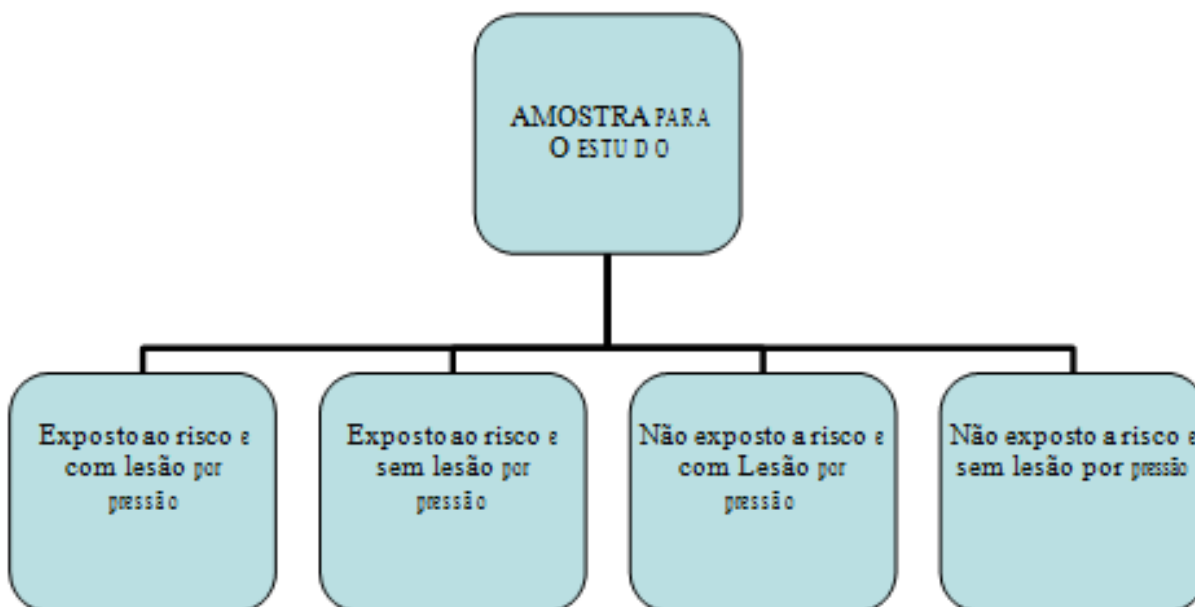 AMOSTRA PARA
O ESTUDO
Exposto ao risco e
com lesão por
pressão
Exposto ao risco e
sem lesão por
pressão
Não exposto a risco e
com Lesão por
pressão
Não exposto a risco e
sem lesão por pressão